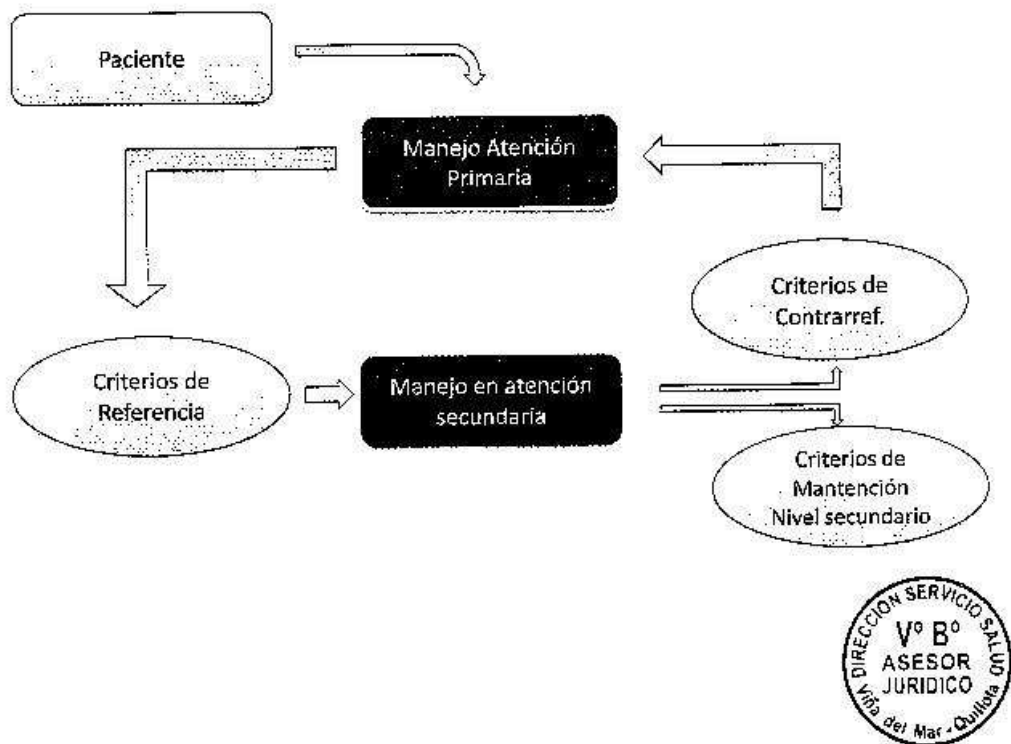 Paciente
Manejo Atención
Primaria
Criterios de
Contrarref.
Criterios de
Referencia
Manejo en atención
secundaria
Criterios de
Mantención
Nivel secundario
DIRECCION SERVICIO SALUD
Vº Bº
ASESOR
JURIDICO
Viña del Mar - Quillota